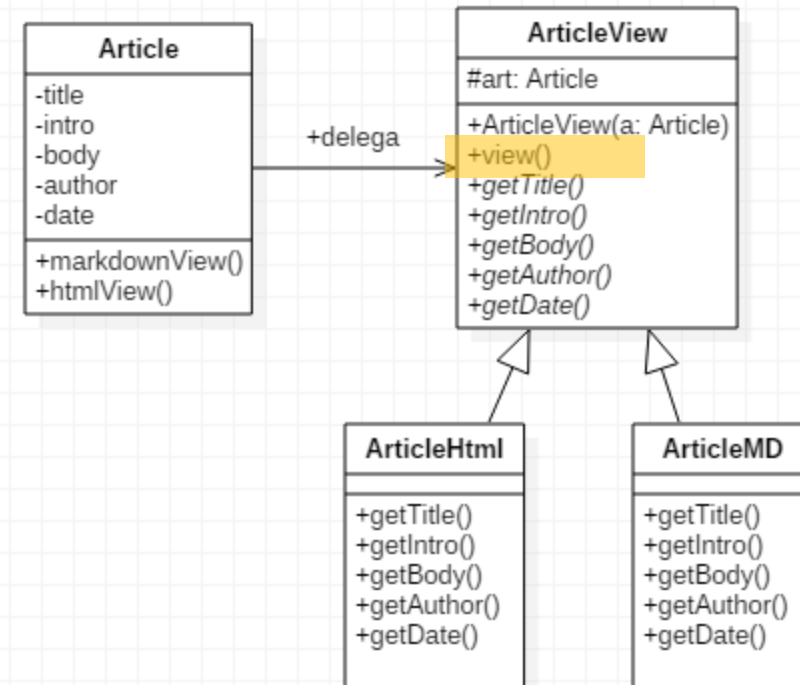 Article
-title
-intro
-body
-author
-date
+markdownView()
+htmlView()
+delega
ArticleView
#art: Article
+ArticleView(a: Article)
+view()
+getTitle()
+getIntro()
+getBody()
+getAuthor()
+getDate()
ArticleHtml
+getTitle()
+getIntro()
+getBody()
+getAuthor()
+getDate()
ArticleMD
+getTitle()
+getIntro()
+getBody()
+getAuthor()
+getDate()